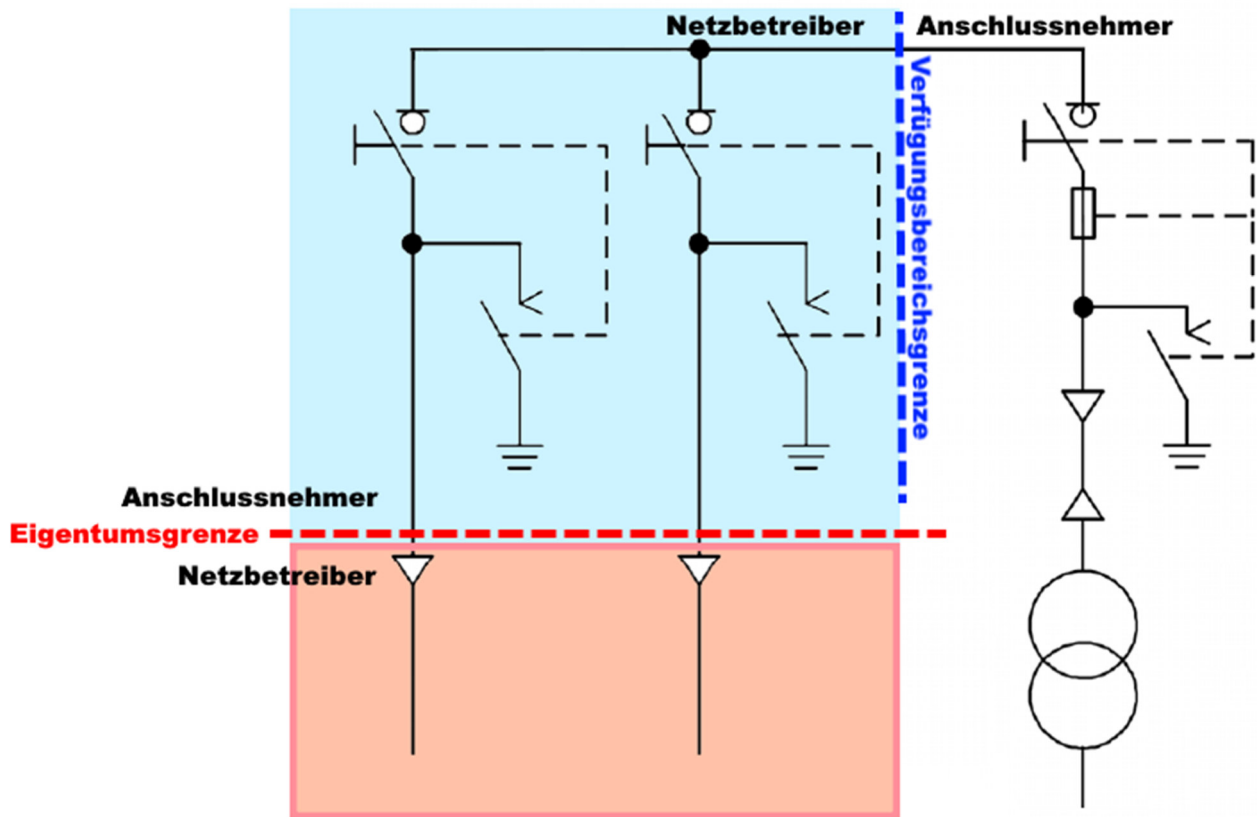 Netzbetreiber
Anschlussnehmer
Verfügungsbereichsgrenze
Anschlussnehmer
Eigentumsgrenze
Netzbetreiber